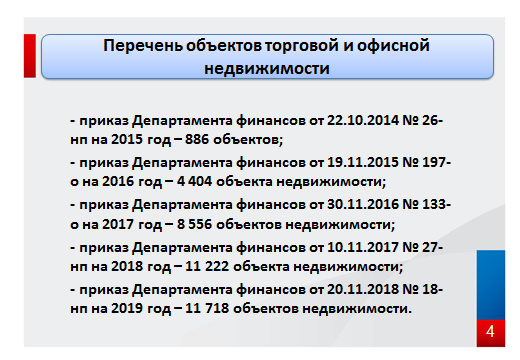 Перечень объектов торговой и офисной
недвижимости
- приказ Департамента финансов от 22.10.2014 № 26-
нп на 2015 год – 886 объектов;
- приказ Департамента финансов от 19.11.2015 № 197-
о на 2016 год – 4 404 объекта недвижимости;
- приказ Департамента финансов от 30.11.2016 № 133-
о на 2017 год – 8 556 объектов недвижимости;
- приказ Департамента финансов от 10.11.2017 № 27-
нп на 2018 год – 11 222 объекта недвижимости;
- приказ Департамента финансов от 20.11.2018 № 18-
нп на 2019 год – 11 718 объектов недвижимости.
4